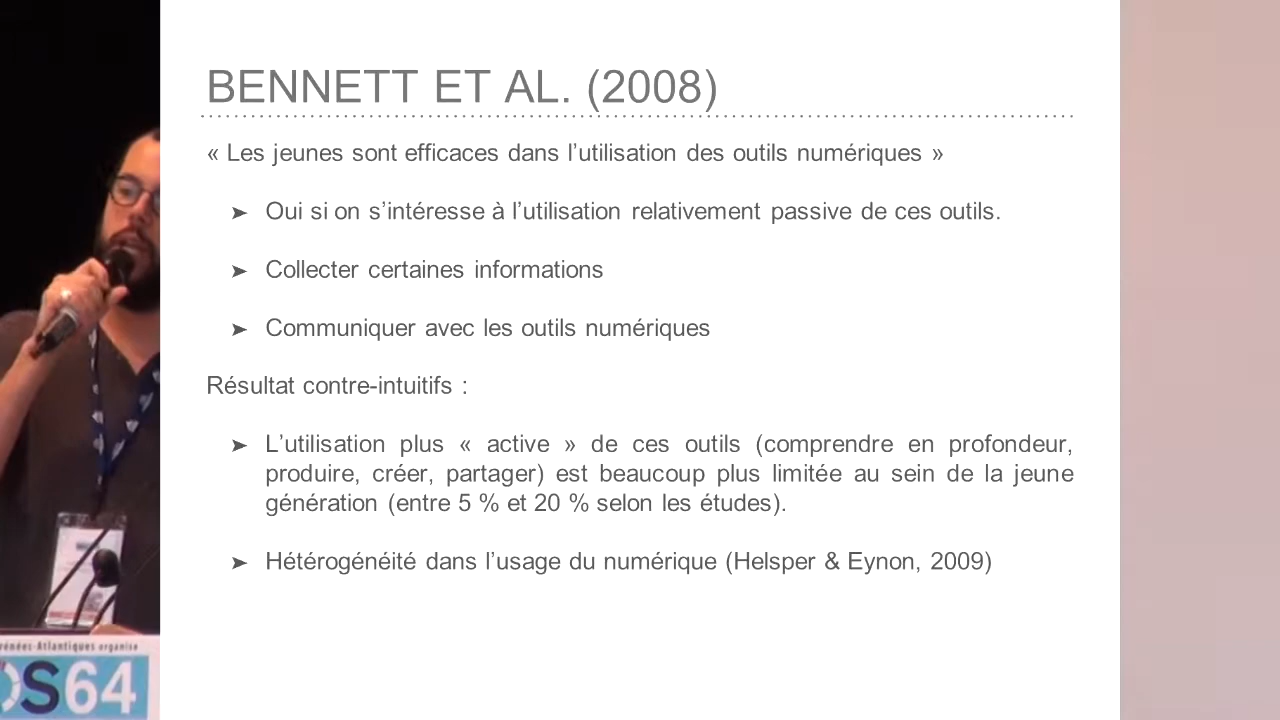 BENNETT ET AL. (2008)
« Les jeunes sont efficaces dans l’utilisation des outils numériques »
➤ Oui si on s’intéresse à l’utilisation relativement passive de ces outils.
➤ Collecter certaines informations
➤ Communiquer avec les outils numériques
Résultat contre-intuitifs :
➤ L’utilisation plus « active » de ces outils (comprendre en profondeur,
produire, créer, partager) est beaucoup plus limitée au sein de la jeune
génération (entre 5 % et 20 % selon les études).
➤ Hétérogénéité dans l’usage du numérique (Helsper & Eynon, 2009)
rénées-Atlantiques organise
OS64